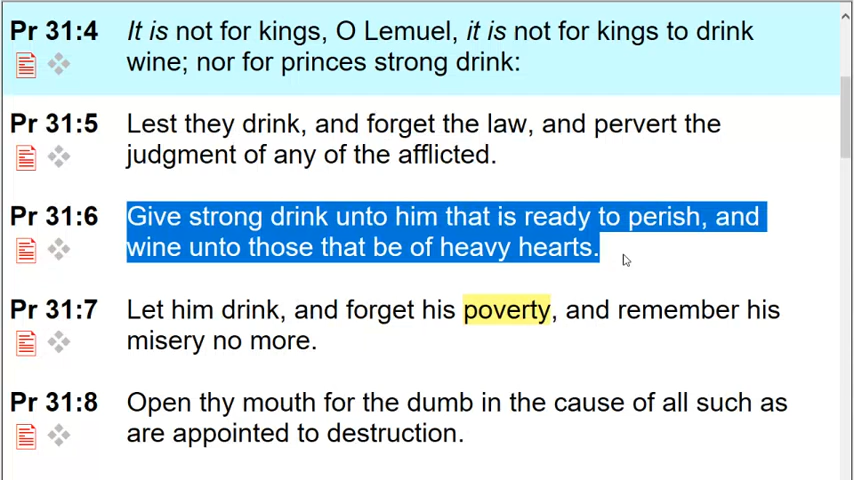 Pr 31:4 It is not for kings, O Lemuel, it is not for kings to drink
wine; nor for princes strong drink:
Pr 31:5 Lest they drink, and forget the law, and pervert the
judgment of any of the afflicted.
Pr 31:6 Give strong drink unto him that is ready to perish, and
wine unto those that be of heavy hearts.
Pr 31:7 Let him drink, and forget his poverty, and remember his
misery no more.
Pr 31:8 Open thy mouth for the dumb in the cause of all such as
are appointed to destruction.